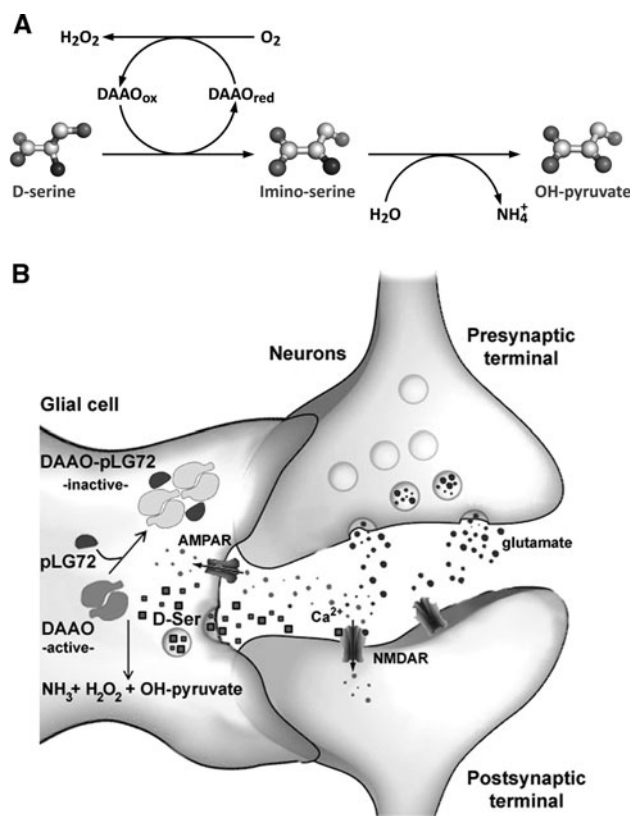 A
H₂O₂
O₂
DAAOox
DAAOred
D-serine
Imino-serine
OH-pyruvate
H₂O
NH₄⁺
B
Neurons
Presynaptic
terminal
Glial cell
DAAO-pLG72
-inactive-
AMPAR
pLG72
glutamate
D-Ser
Ca²⁺
DAAO
-active-
NMDAR
NH₃+ H₂O₂ + OH-pyruvate
Postsynaptic
terminal